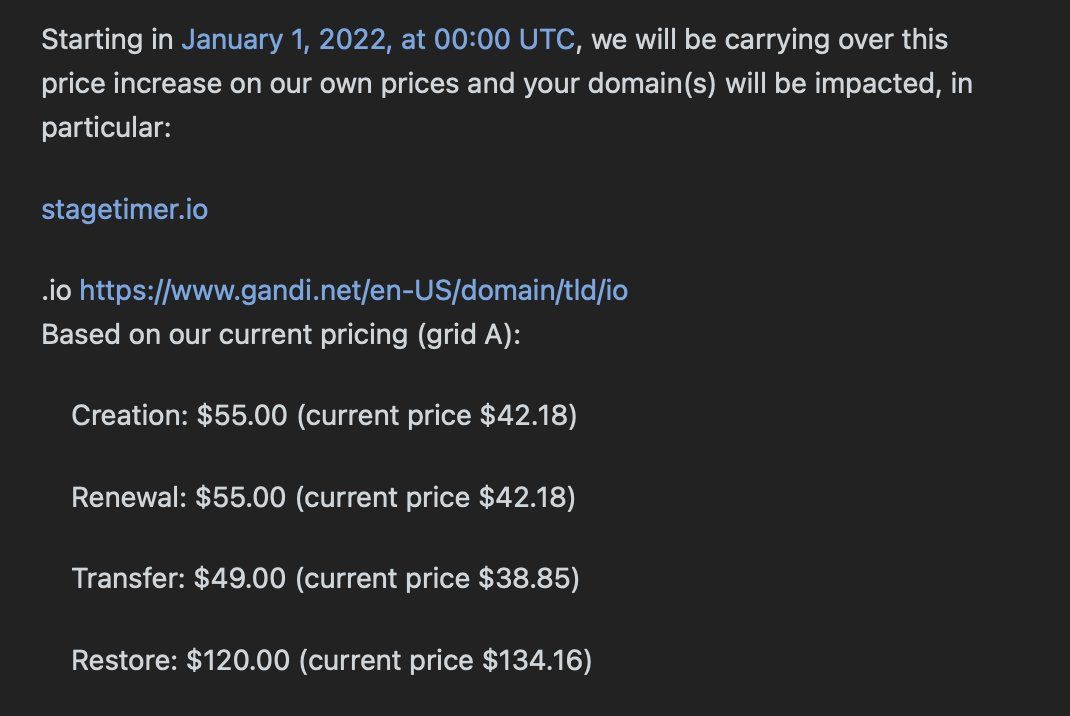 Starting in January 1, 2022, at 00:00 UTC, we will be carrying over this
price increase on our own prices and your domain(s) will be impacted, in
particular:
stagetimer.io
.io https://www.gandi.net/en-US/domain/tld/io
Based on our current pricing (grid A):
Creation: $55.00 (current price $42.18)
Renewal: $55.00 (current price $42.18)
Transfer: $49.00 (current price $38.85)
Restore: $120.00 (current price $134.16)